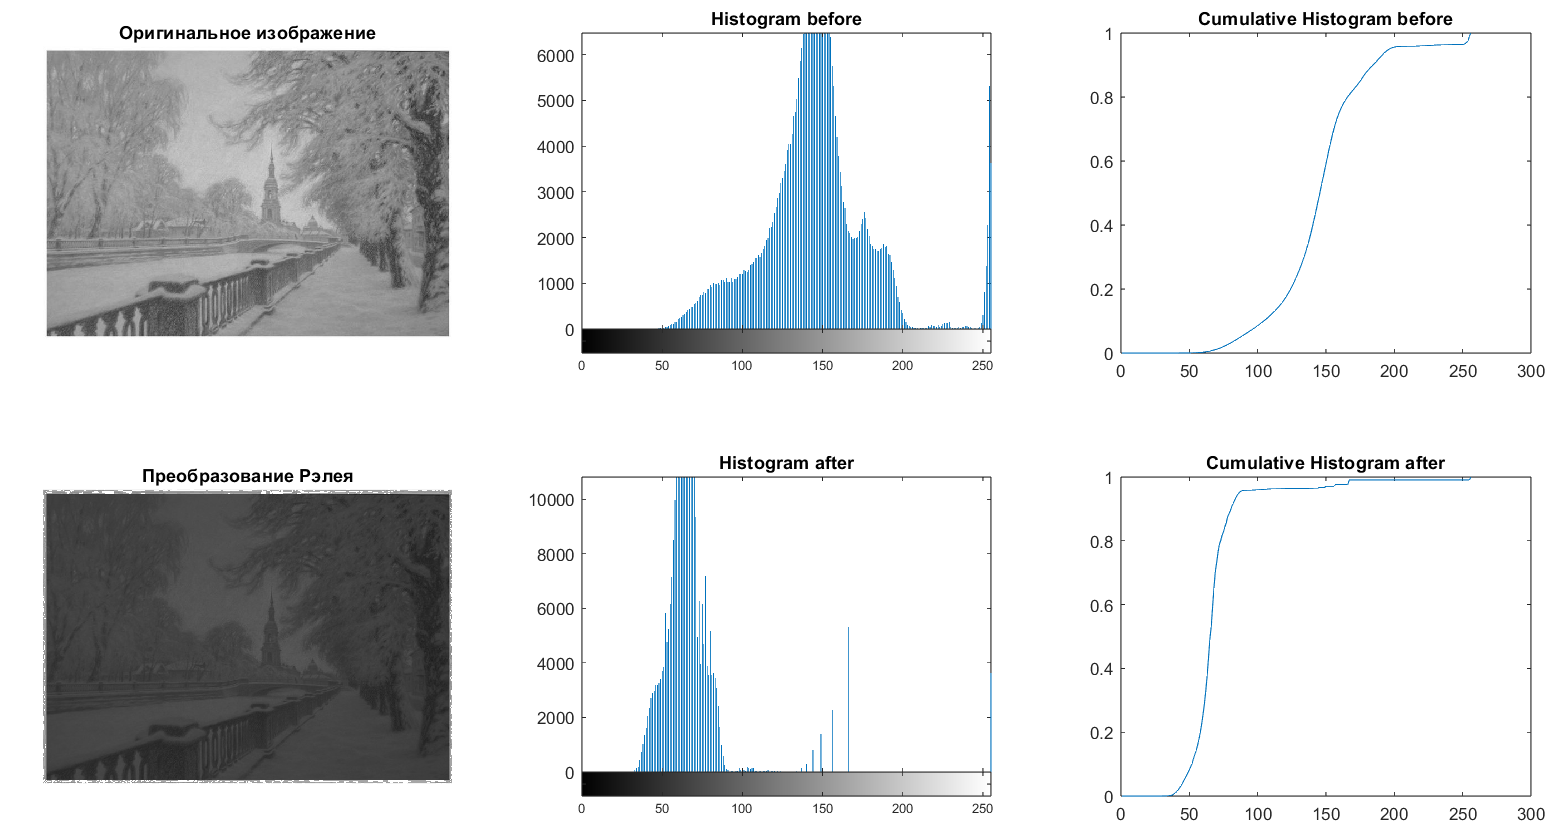 Оригинальное изображение
Histogram before
6000
5000
4000
3000
2000
1000
0
0 50 100 150 200 250
Cumulative Histogram before
1
0.8
0.6
0.4
0.2
0
0 50 100 150 200 250 300
Преобразование Рэлея
Histogram after
10000
8000
6000
4000
2000
0
0 50 100 150 200 250
Cumulative Histogram after
1
0.8
0.6
0.4
0.2
0
0 50 100 150 200 250 300